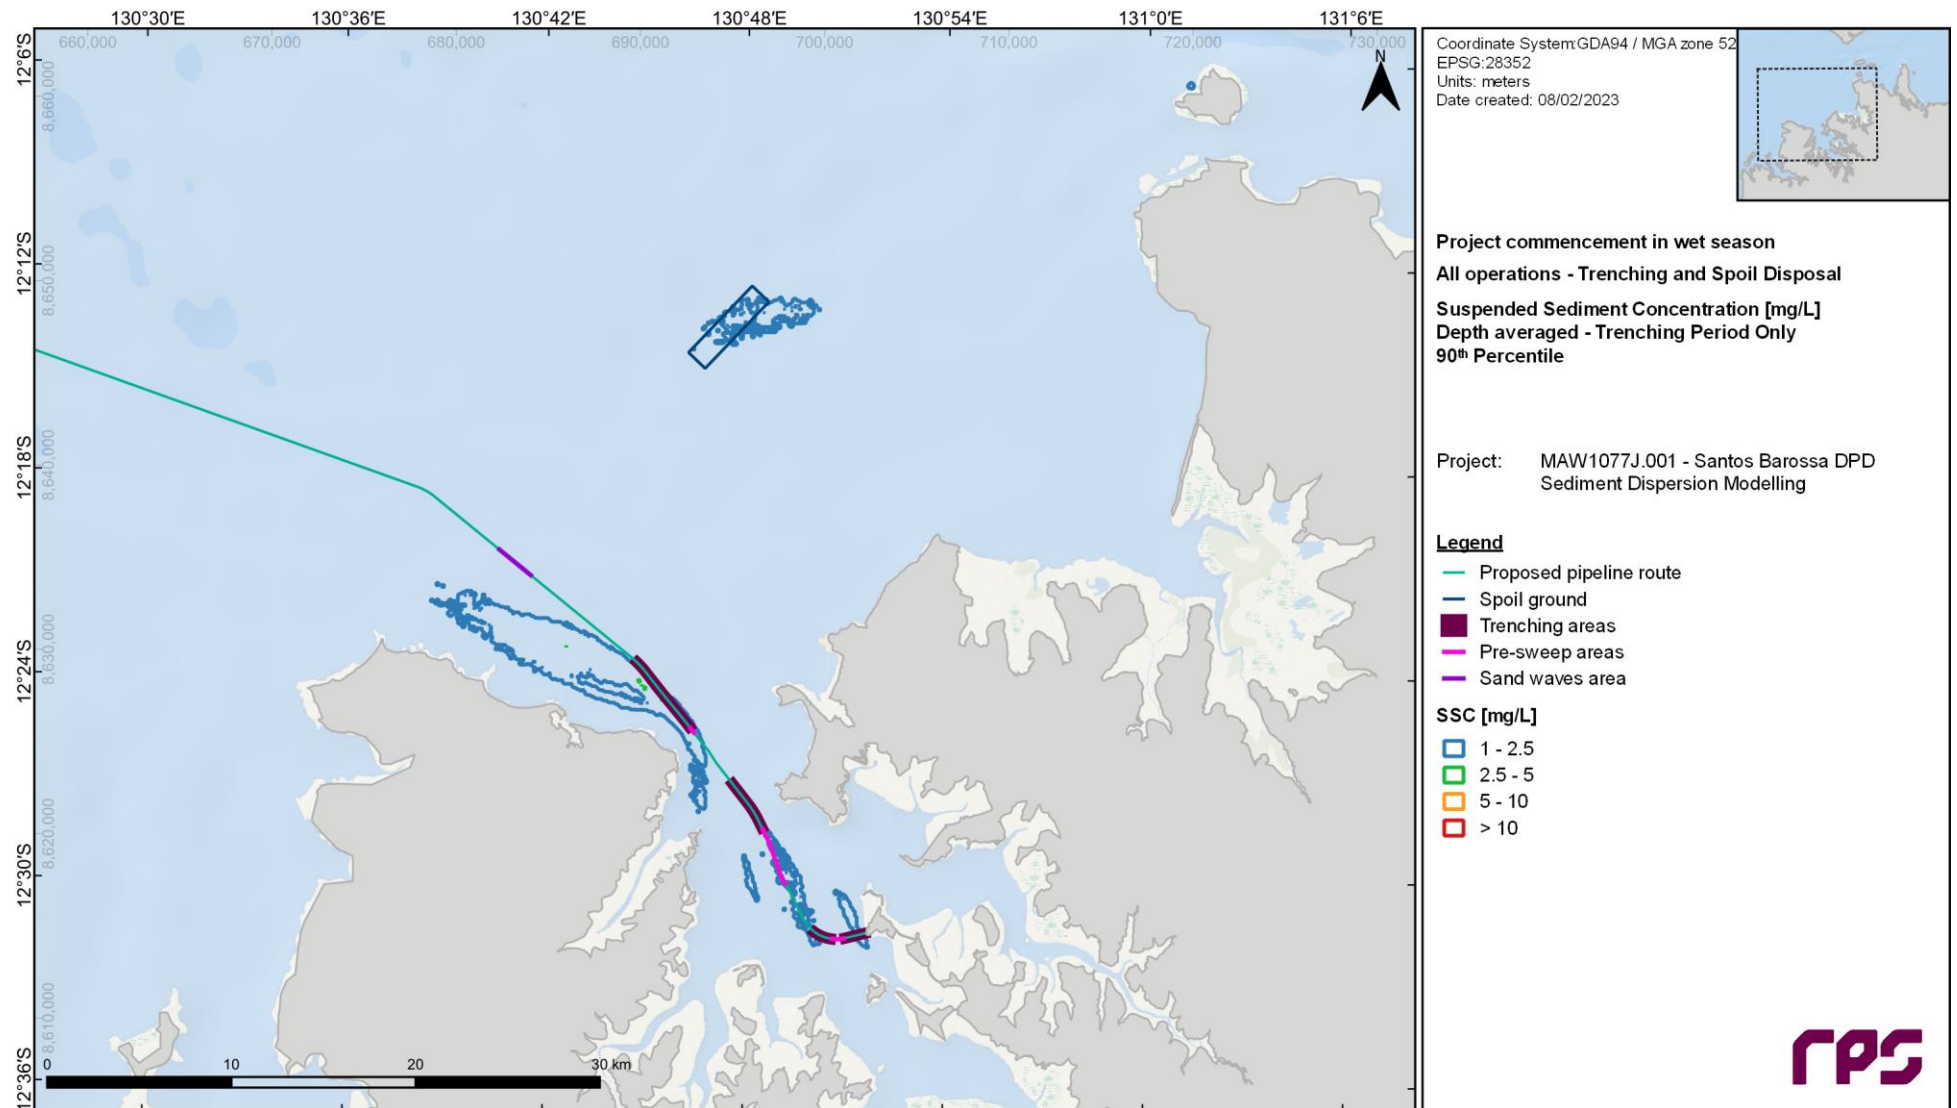 130°30'E 130°36'E 130°42'E 130°48'E 130°54'E 131°0'E 131°6'E
660,000 670,000 680,000 690,000 700,000 710,000 720,000 730,000
12°6'S
8,660,000
12°12'S
8,650,000
12°18'S
8,640,000
12°24'S
8,630,000
12°30'S
8,620,000
12°36'S
8,610,000
N
0 10 20 30 km
Coordinate System:GDA94 / MGA zone 52
EPSG:28352
Units: meters
Date created: 08/02/2023
Project commencement in wet season
All operations - Trenching and Spoil Disposal
Suspended Sediment Concentration [mg/L]
Depth averaged - Trenching Period Only
90th Percentile
Project: MAW1077J.001 - Santos Barossa DPD
Sediment Dispersion Modelling
Legend
Proposed pipeline route
Spoil ground
Trenching areas
Pre-sweep areas
Sand waves area
SSC [mg/L]
1 - 2.5
2.5 - 5
5 - 10
> 10
rps